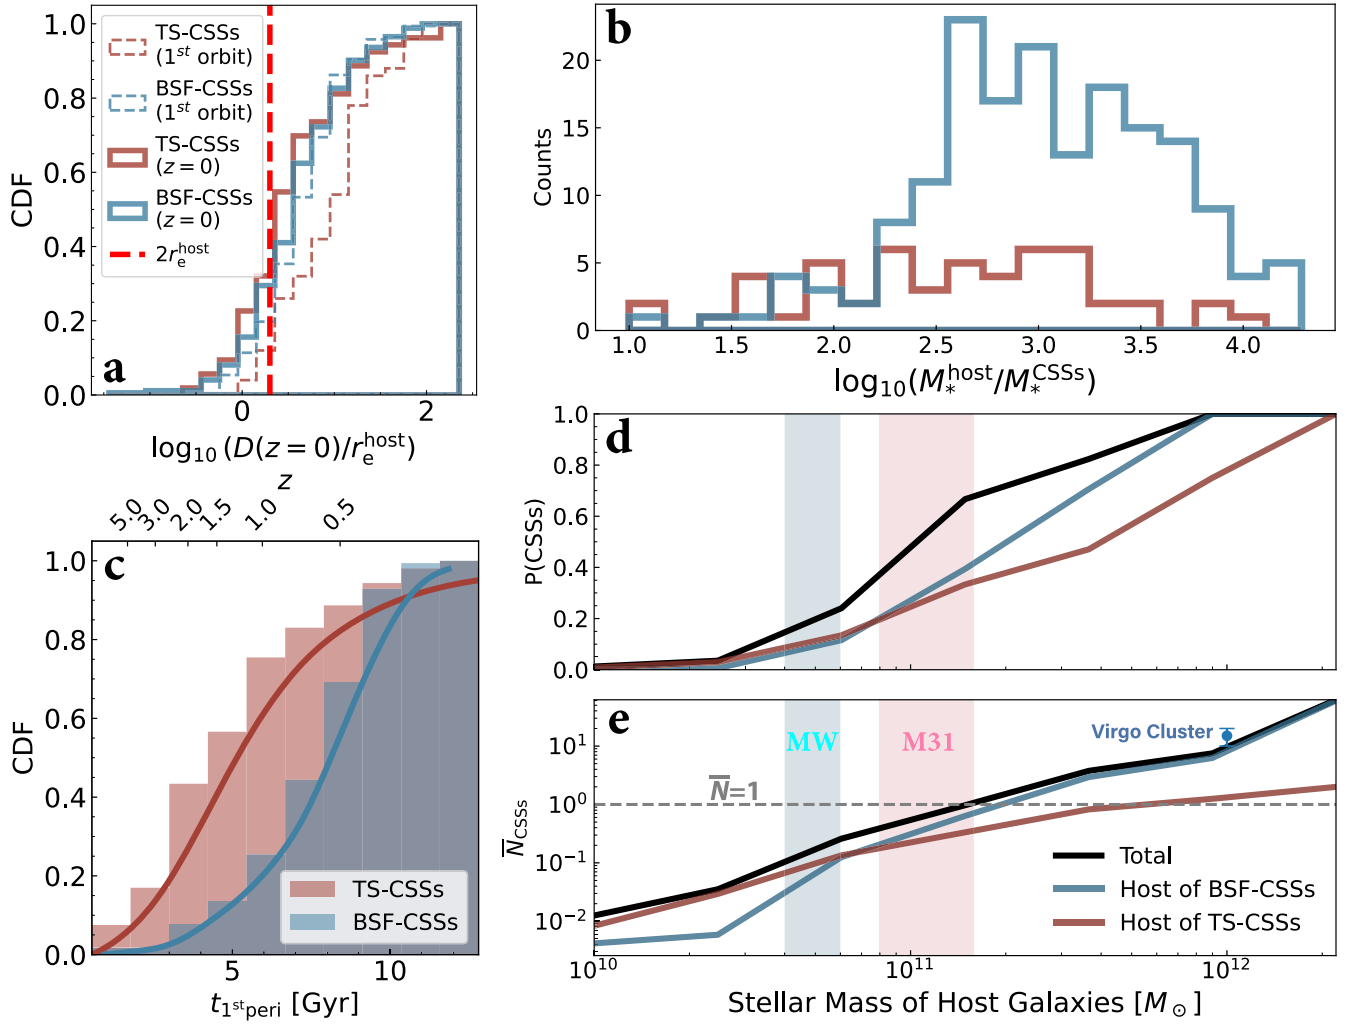 1.0
0.8
0.6
0.4
0.2
0.0
CDF
TS-CSSs
(1st orbit)
BSF-CSSs
(1st orbit)
TS-CSSs
(z = 0)
BSF-CSSs
(z = 0)
2r_e^host
a
0
2
log10 (D(z = 0)/r_e^host)
b
20
15
10
5
0
Counts
1.0
1.5
2.0
2.5
3.0
3.5
4.0
log10(M_*^host/M_*^CSSs)
z
5.0
3.0
2.0
1.5
1.0
0.5
c
1.0
0.8
0.6
0.4
0.2
0.0
CDF
TS-CSSs
BSF-CSSs
5
10
t_1st peri [Gyr]
d
1.0
0.8
0.6
0.4
0.2
0.0
P(CSSs)
e
MW
M31
Virgo Cluster
N̅=1
10^1
10^0
10^-1
10^-2
N̅_CSSs
Total
Host of BSF-CSSs
Host of TS-CSSs
10^10
10^11
10^12
Stellar Mass of Host Galaxies [M_⊙]